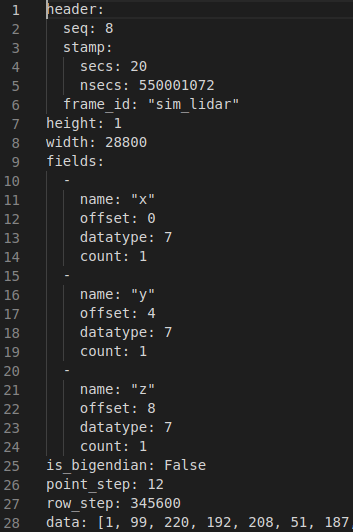 1 header:
2 seq: 8
3 stamp:
4 secs: 20
5 nsecs: 550001072
6 frame_id: "sim_lidar"
7 height: 1
8 width: 28800
9 fields:
10 -
11 name: "x"
12 offset: 0
13 datatype: 7
14 count: 1
15 -
16 name: "y"
17 offset: 4
18 datatype: 7
19 count: 1
20 -
21 name: "z"
22 offset: 8
23 datatype: 7
24 count: 1
25 is_bigendian: False
26 point_step: 12
27 row_step: 345600
28 data: [1, 99, 220, 192, 208, 51, 187,